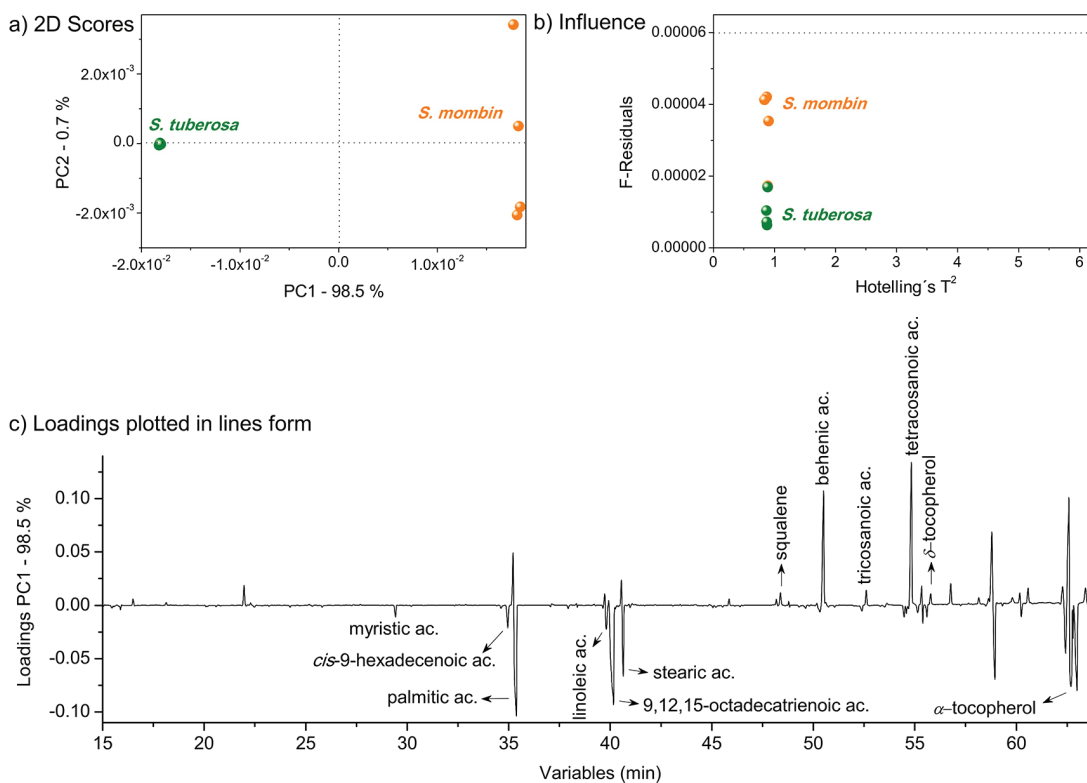 a) 2D Scores
2.0x10⁻³
0.0
-2.0x10⁻³
PC2 - 0.7 %
S. tuberosa
S. mombin
-2.0x10⁻²
-1.0x10⁻²
0.0
1.0x10⁻²
PC1 - 98.5 %
b) Influence
0.00006
0.00004
0.00002
0.00000
F-Residuals
S. mombin
S. tuberosa
0 1 2 3 4 5 6
Hotelling´s T²
c) Loadings plotted in lines form
0.10
0.05
0.00
-0.05
-0.10
Loadings PC1 - 98.5 %
myristic ac.
cis-9-hexadecenoic ac.
palmitic ac.
linoleic ac.
stearic ac.
9,12,15-octadecatrienoic ac.
squalene
behenic ac.
tricosanoic ac.
tetracosanoic ac.
δ–tocopherol
α–tocopherol
15 20 25 30 35 40 45 50 55 60
Variables (min)